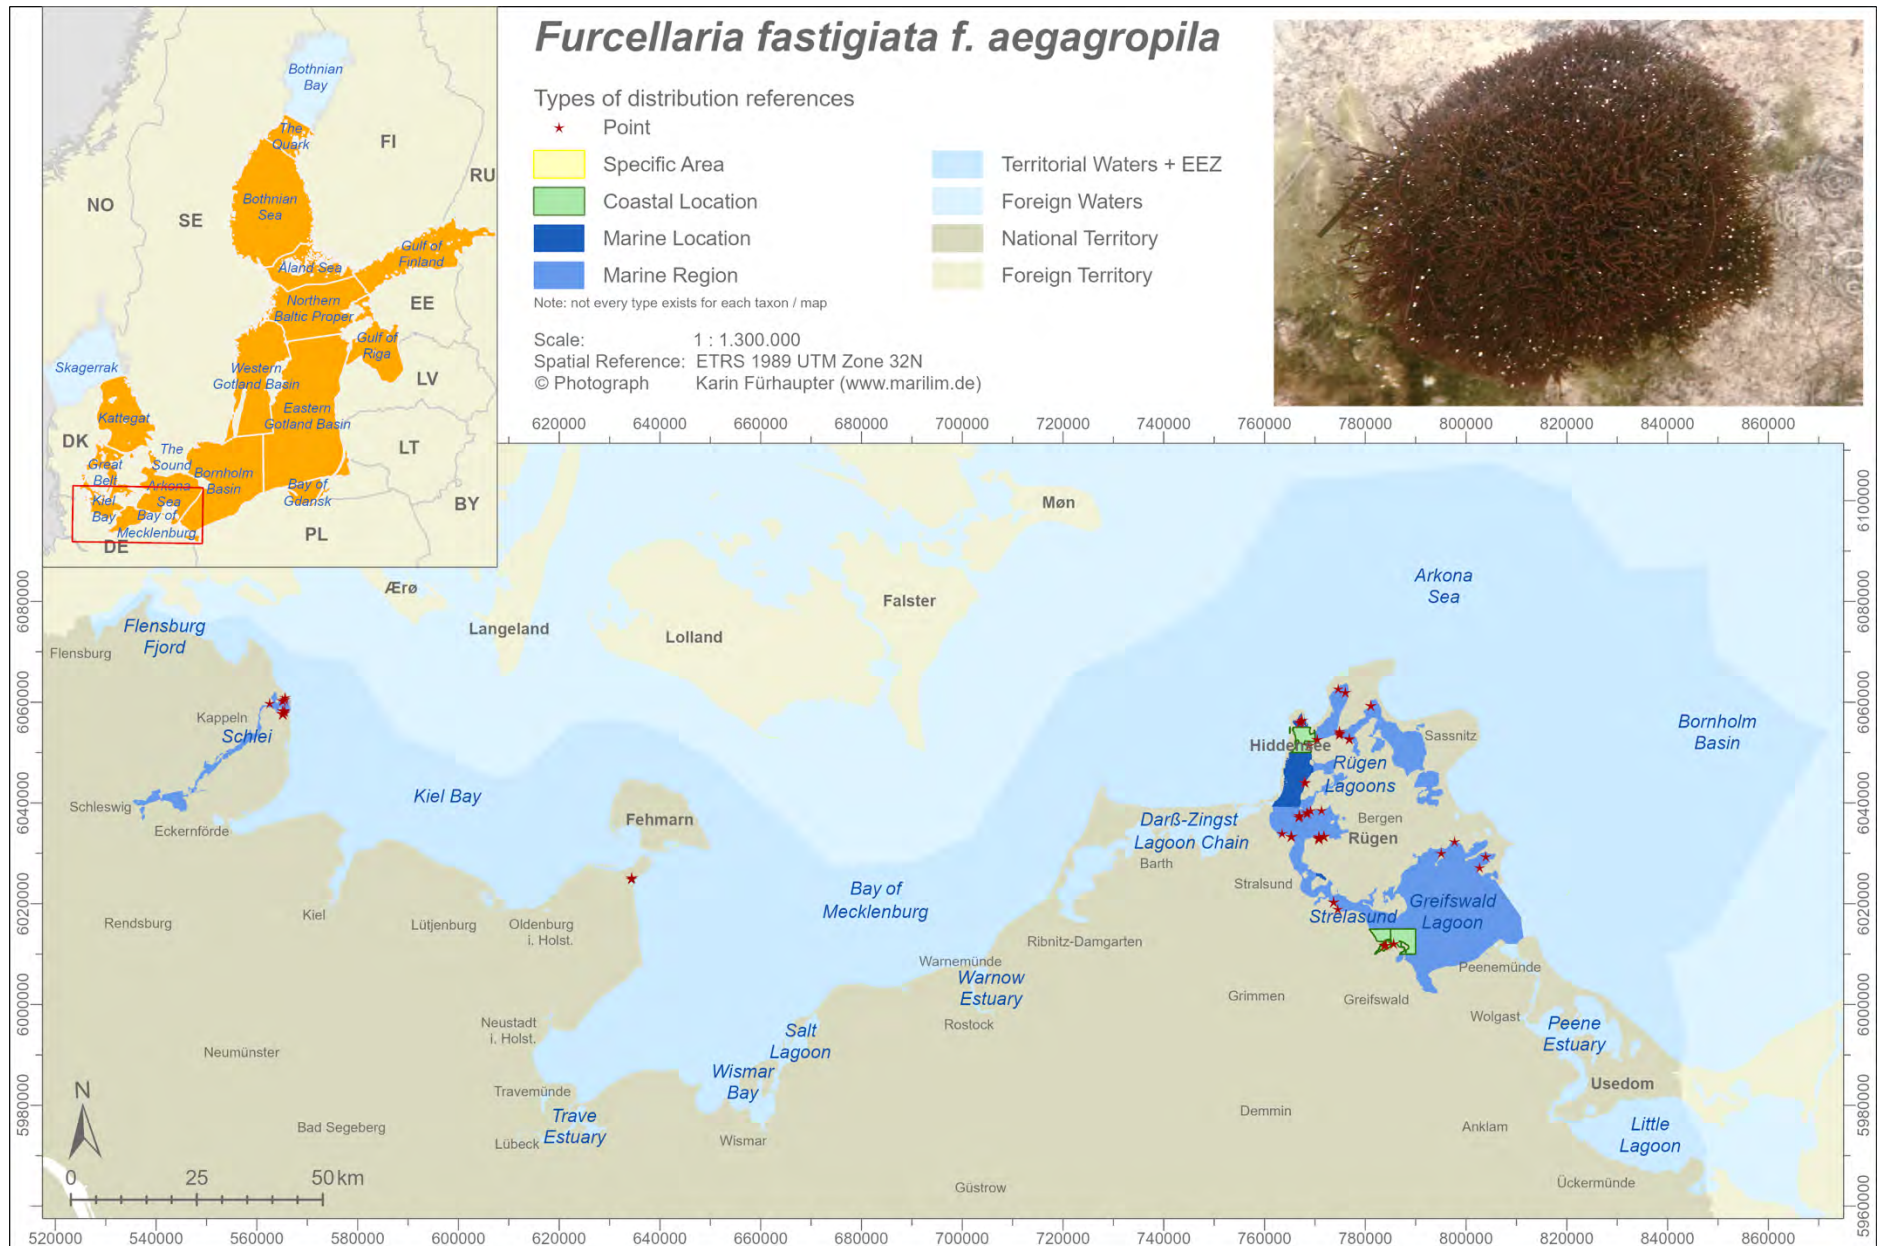 Furcellaria fastigiata f. aegagropila
Types of distribution references
Point
Specific Area
Coastal Location
Marine Location
Marine Region
Territorial Waters + EEZ
Foreign Waters
National Territory
Foreign Territory
Note: not every type exists for each taxon / map
Scale: 1 : 1.300.000
Spatial Reference: ETRS 1989 UTM Zone 32N
© Photograph Karin Fürhaupter (www.marilim.de)
Bothnian
Bay
The
Quark
FI
RU
NO
SE
Bothnian
Sea
Gulf of
Finland
Åland Sea
Northern
Baltic Proper
EE
Gulf of
Riga
Skagerrak
Western
Gotland Basin
LV
Kattegat
Eastern
Gotland Basin
DK
The
Sound
LT
Great
Belt
Bornholm
Basin
Arkona
Sea
Bay of
Gdansk
Kiel
Bay
Bay of
Mecklenburg
BY
PL
DE
620000 640000 660000 680000 700000 720000 740000 760000 780000 800000 820000 840000 860000
6100000
6080000
6060000
6040000
6020000
6000000
5980000
5960000
6080000
6060000
6040000
6020000
6000000
5980000
Møn
Ærø
Langeland
Lolland
Falster
Arkona
Sea
Flensburg
Fjord
Flensburg
Kappeln
Schlei
Schleswig
Eckernförde
Kiel Bay
Fehmarn
Bornholm
Basin
Hiddensee
Sassnitz
Rügen
Lagoons
Bergen
Rügen
Darß-Zingst
Lagoon Chain
Barth
Stralsund
Strelasund
Greifswald
Lagoon
Bay of
Mecklenburg
Rendsburg
Kiel
Lütjenburg
Oldenburg
i. Holst.
Ribnitz-Damgarten
Warnemünde
Warnow
Estuary
Rostock
Peenemünde
Grimmen
Greifswald
Wolgast
Peene
Estuary
Neustadt
i. Holst.
Salt
Lagoon
Neumünster
Wismar
Bay
Usedom
Travemünde
Trave
Estuary
Lübeck
Wismar
Bad Segeberg
Demmin
Anklam
Little
Lagoon
Ückermünde
Güstrow
N
0 25 50 km
520000 540000 560000 580000 600000 620000 640000 660000 680000 700000 720000 740000 760000 780000 800000 820000 840000 860000